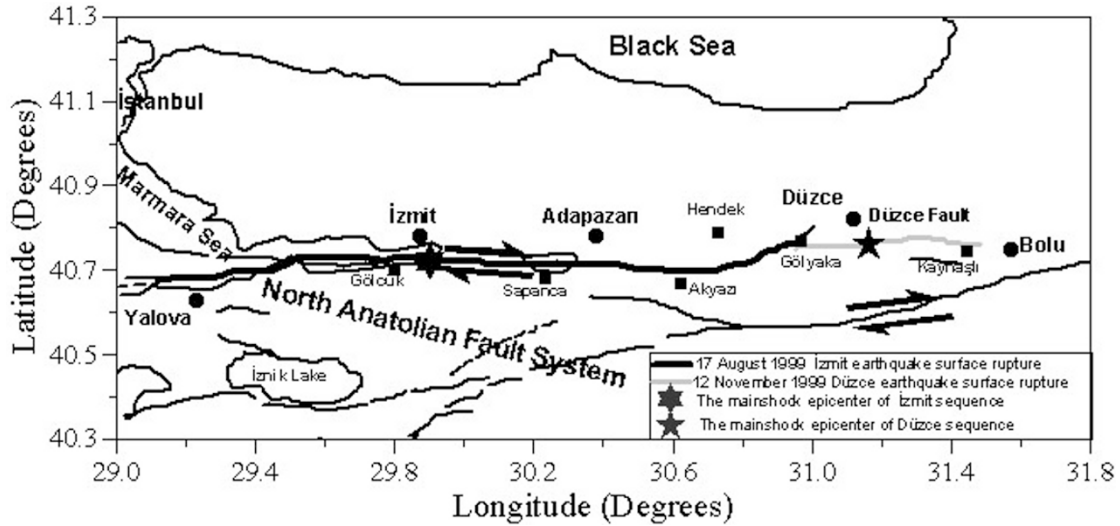 41.3
41.1
40.9
40.7
40.5
40.3
Latitude (Degrees)
Black Sea
İstanbul
Marmara Sea
İzmit
Adapazan
Hendek
Düzce
Düzce Fault
Bolu
Gölyaka
Kaynaşlı
Gölcük
Sapanca
Akyazı
Yalova
North Anatolian Fault System
İznik Lake
17 August 1999 İzmit earthquake surface rupture
12 November 1999 Düzce earthquake surface rupture
The mainshock epicenter of İzmit sequence
The mainshock epicenter of Düzce sequence
29.0 29.4 29.8 30.2 30.6 31.0 31.4 31.8
Longitude (Degrees)